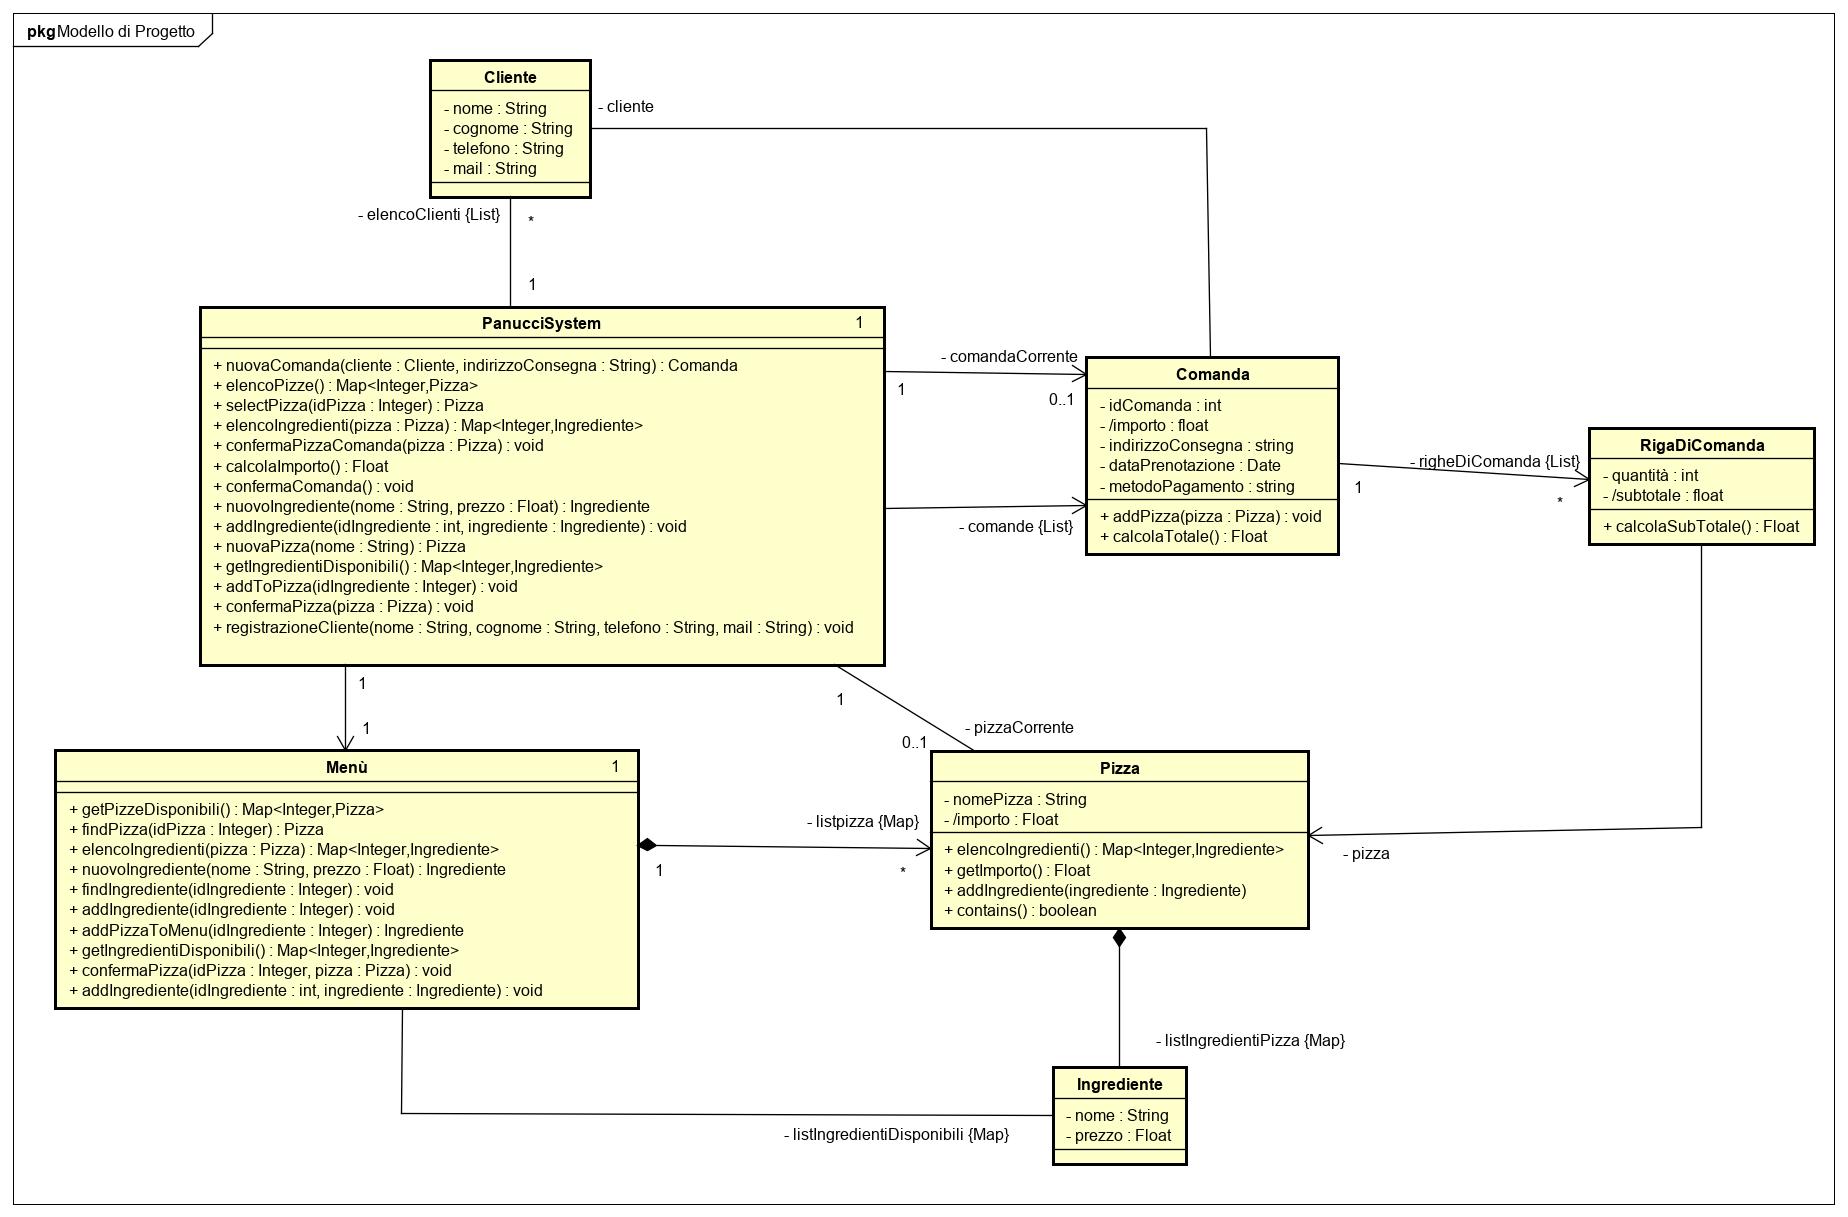 pkg Modello di Progetto
Cliente
- nome : String
- cognome : String
- telefono : String
- mail : String
- cliente
- elencoClienti {List}
*
1
PanucciSystem
1
+ nuovaComanda(cliente : Cliente, indirizzoConsegna : String) : Comanda
+ elencoPizze() : Map<Integer,Pizza>
+ selectPizza(idPizza : Integer) : Pizza
+ elencoIngredienti(pizza : Pizza) : Map<Integer,Ingrediente>
+ confermaPizzaComanda(pizza : Pizza) : void
+ calcolaImporto() : Float
+ confermaComanda() : void
+ nuovoIngrediente(nome : String, prezzo : Float) : Ingrediente
+ addIngrediente(idIngrediente : int, ingrediente : Ingrediente) : void
+ nuovaPizza(nome : String) : Pizza
+ getIngredientiDisponibili() : Map<Integer,Ingrediente>
+ addToPizza(idIngrediente : Integer) : void
+ confermaPizza(pizza : Pizza) : void
+ registrazioneCliente(nome : String, cognome : String, telefono : String, mail : String) : void
- comandaCorrente
1
0..1
- comande {List}
Comanda
- idComanda : int
- /importo : float
- indirizzoConsegna : string
- dataPrenotazione : Date
- metodoPagamento : string
+ addPizza(pizza : Pizza) : void
+ calcolaTotale() : Float
- righeDiComanda {List}
1
*
RigaDiComanda
- quantità : int
- /subtotale : float
+ calcolaSubTotale() : Float
1
1
1
- pizzaCorrente
0..1
Menù
1
+ getPizzeDisponibili() : Map<Integer,Pizza>
+ findPizza(idPizza : Integer) : Pizza
+ elencoIngredienti(pizza : Pizza) : Map<Integer,Ingrediente>
+ nuovoIngrediente(nome : String, prezzo : Float) : Ingrediente
+ findIngrediente(idIngrediente : Integer) : void
+ addIngrediente(idIngrediente : Integer) : void
+ addPizzaToMenu(idIngrediente : Integer) : Ingrediente
+ getIngredientiDisponibili() : Map<Integer,Ingrediente>
+ confermaPizza(idPizza : Integer, pizza : Pizza) : void
+ addIngrediente(idIngrediente : int, ingrediente : Ingrediente) : void
- listpizza {Map}
1
*
Pizza
- nomePizza : String
- /importo : Float
+ elencoIngredienti() : Map<Integer,Ingrediente>
+ getImporto() : Float
+ addIngrediente(ingrediente : Ingrediente)
+ contains() : boolean
- pizza
- listIngredientiPizza {Map}
Ingrediente
- nome : String
- prezzo : Float
- listIngredientiDisponibili {Map}